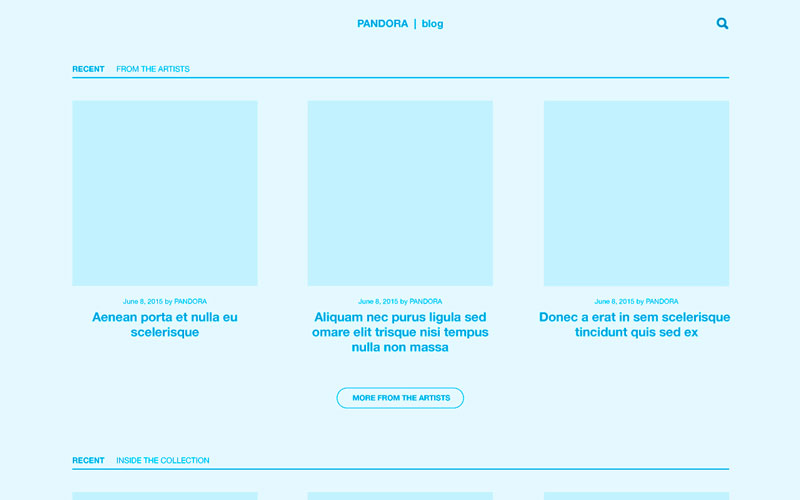 PANDORA | blog
RECENT FROM THE ARTISTS
June 8, 2015 by PANDORA
Aenean porta et nulla eu
scelerisque
June 8, 2015 by PANDORA
Aliquam nec purus ligula sed
omare elit trisque nisi tempus
nulla non massa
June 8, 2015 by PANDORA
Donec a erat in sem scelerisque
tincidunt quis sed ex
MORE FROM THE ARTISTS
RECENT INSIDE THE COLLECTION